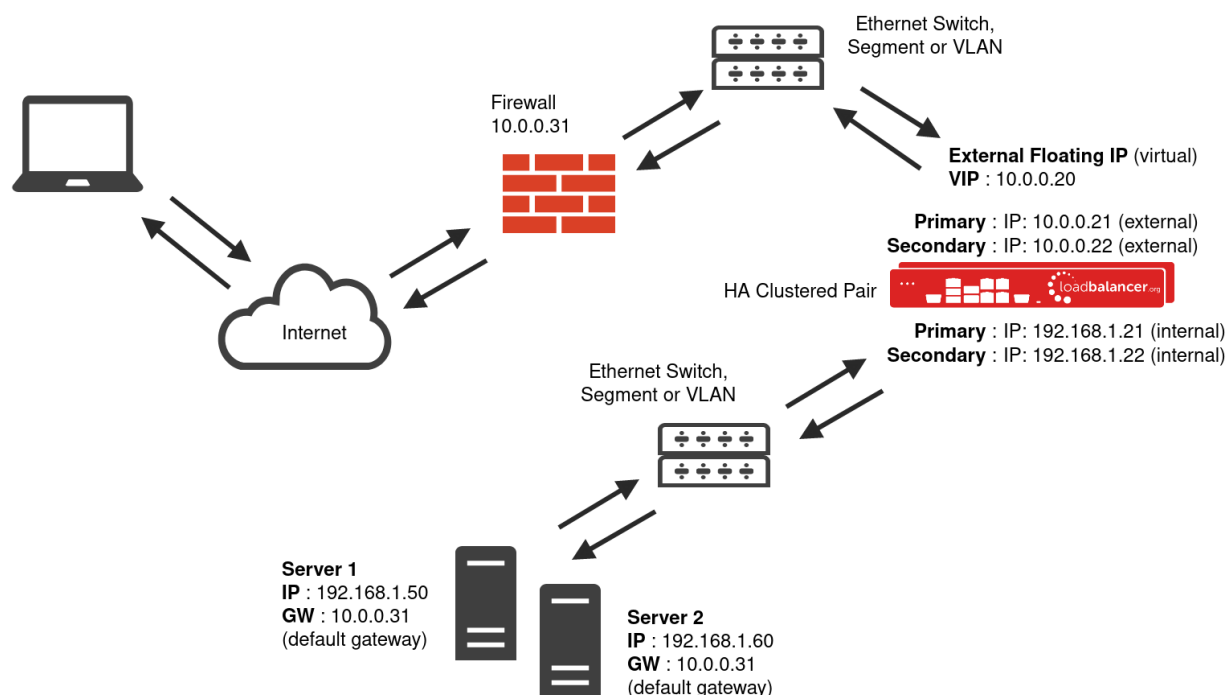 Ethernet Switch,
Segment or VLAN
Firewall
10.0.0.31
External Floating IP (virtual)
VIP : 10.0.0.20
Primary : IP: 10.0.0.21 (external)
Secondary : IP: 10.0.0.22 (external)
HA Clustered Pair
loadbalancer.org
Internet
Primary : IP: 192.168.1.21 (internal)
Secondary : IP: 192.168.1.22 (internal)
Ethernet Switch,
Segment or VLAN
Server 1
IP : 192.168.1.50
GW : 10.0.0.31
(default gateway)
Server 2
IP : 192.168.1.60
GW : 10.0.0.31
(default gateway)